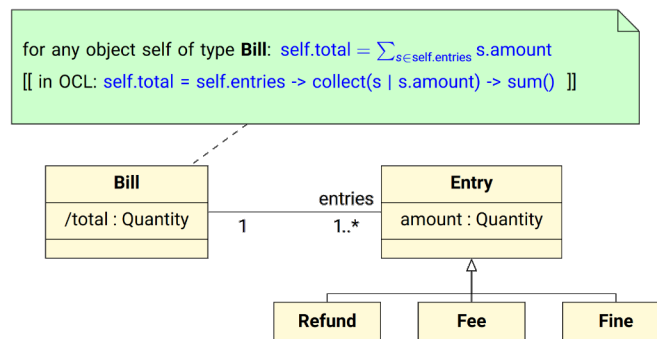 for any object self of type Bill: self.total = ∑s∈self.entries s.amount
[[ in OCL: self.total = self.entries -> collect(s | s.amount) -> sum() ]]
Bill
/total : Quantity
1
entries
1..*
Entry
amount : Quantity
Refund
Fee
Fine